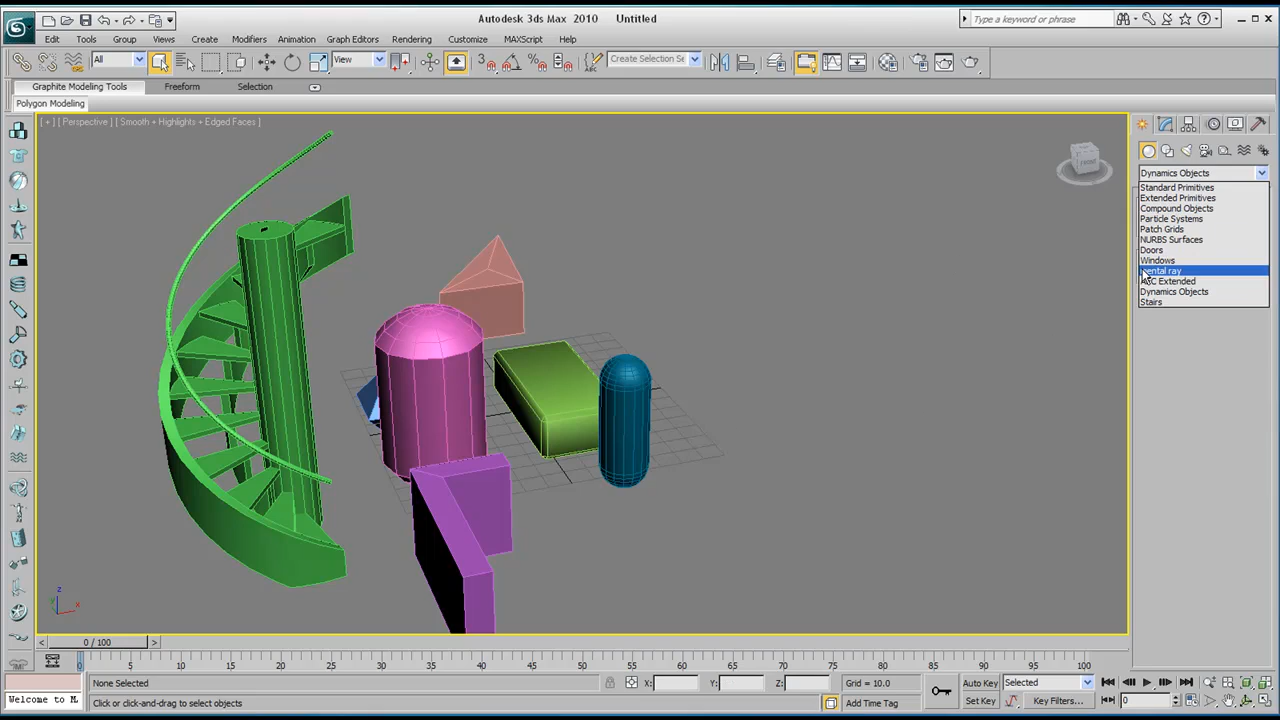 Autodesk 3ds Max 2010 Untitled
Type a keyword or phrase
Edit Tools Group Views Create Modifiers Animation Graph Editors Rendering Customize MAXScript Help
All View Create Selection Se
Graphite Modeling Tools Freeform Selection
Polygon Modeling
[ + ] [ Perspective ] [ Smooth + Highlights + Edged Faces ]
FRONT
Dynamics Objects
Standard Primitives
Extended Primitives
Compound Objects
Particle Systems
Patch Grids
NURBS Surfaces
Doors
Windows
mental ray
AEC Extended
Dynamics Objects
Stairs
z
y x
< 0 / 100 >
0 5 10 15 20 25 30 35 40 45 50 55 60 65 70 75 80 85 90 95 100
None Selected X: Y: Z: Grid = 10.0 Auto Key Selected
Welcome to M. Click or click-and-drag to select objects Add Time Tag Set Key Key Filters... 0